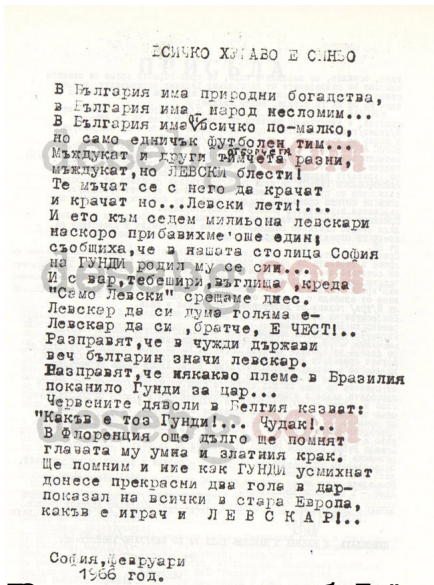 ВСИЧКО ХУБАВО Е СИНЬО
В България има природни богадства,
в България има народ несломим...
В България има от всичко по-малко,
но само едничък футболен тим...
Мъждукат и други тимчета разни,
мъждукат, но ЛЕВСКИ блести!
Те мъчат се с него да крачат
и крачат но...Левски лети!...
И ето към седем милиьона левскари
наскоро прибавихме още един;
съобщиха,че в нашата столица София
на ГУНДИ родил му се син...
И с вар,тебешири,въглища ,креда
"Само Левски" срещаме днес.
Левскар да си дума голяма е-
Левскар да си ,братче, Е ЧЕСТ!..
Разправят,че в чужди държави
веч българин значи левскар.
Разправят,че някакво племе в Бразилия
поканило Гунди за цар...
Червените дяволи в Белгия казват:
"Какъв е тоз Гунди!... Чудак!...
В Флоренция още дълго ще помнят
главата му умна и златния крак.
Ще помним и ние как ГУНДИ усмихнат
донесе прекрасни два гола в дар-
показал на всички в стара Европа,
какъв е играч и Л Е В С К А Р!..
София,февруари
1966 год.